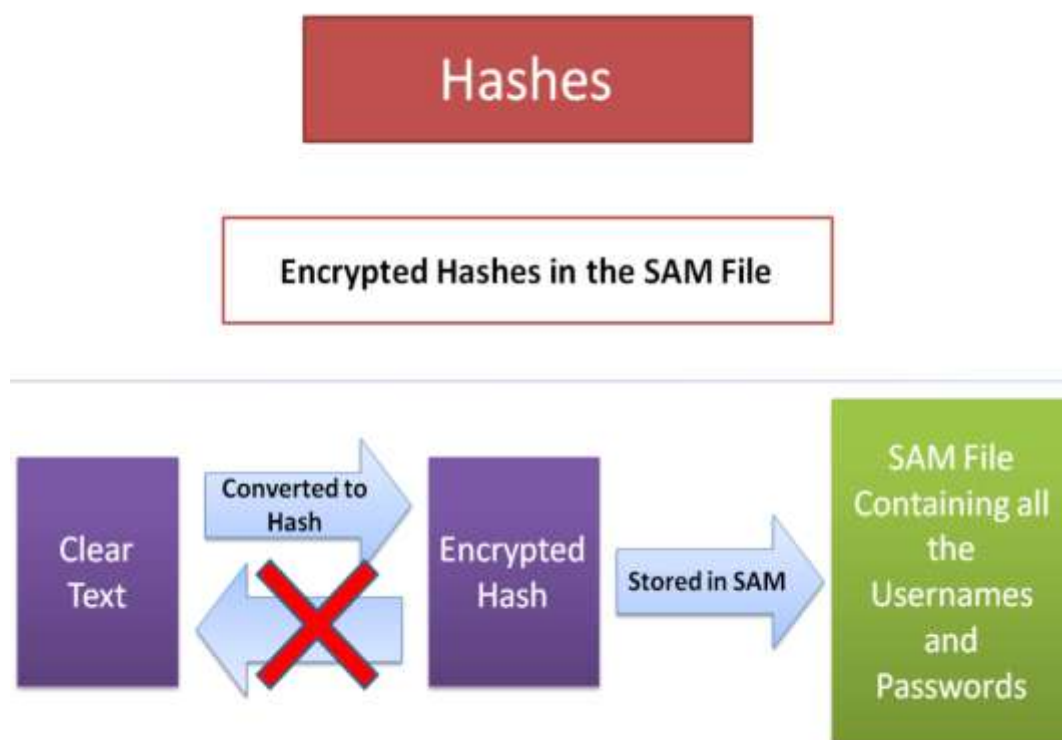 Hashes
Encrypted Hashes in the SAM File
Clear
Text
Converted to
Hash
Encrypted
Hash
Stored in SAM
SAM File
Containing all
the
Usernames
and
Passwords